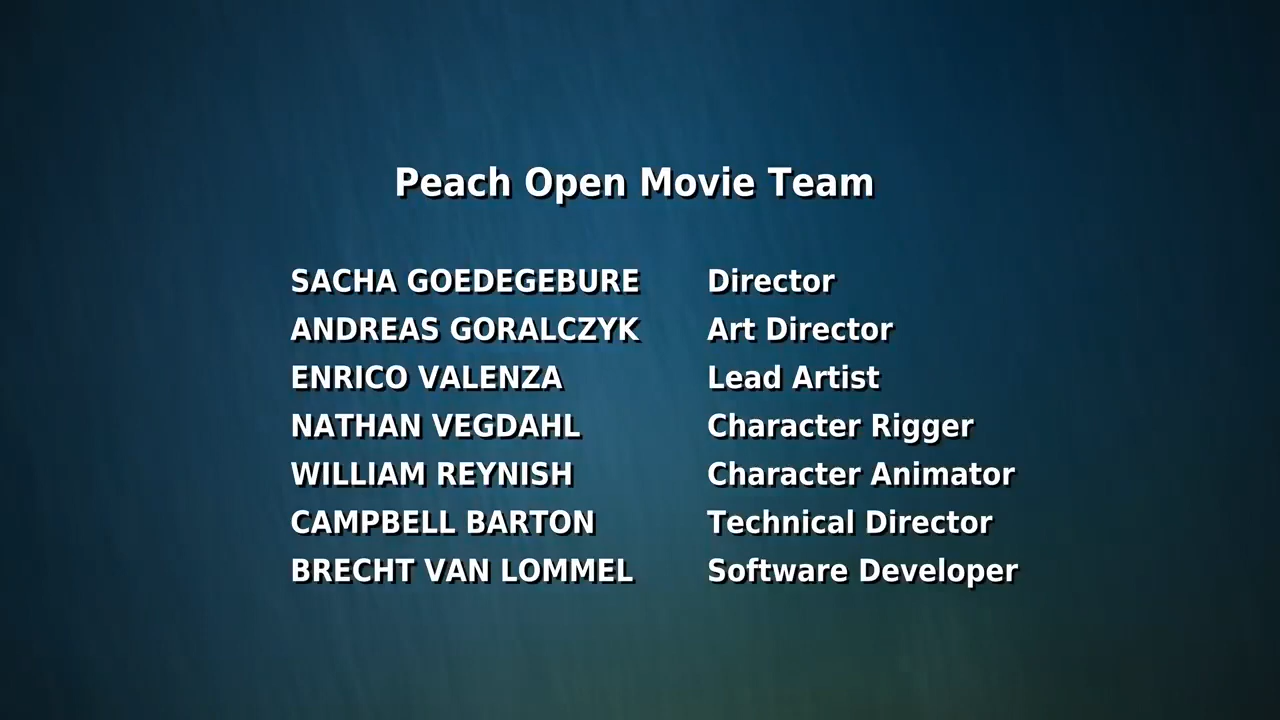 Peach Open Movie Team
SACHA GOEDEGEBURE Director
ANDREAS GORALCZYK Art Director
ENRICO VALENZA Lead Artist
NATHAN VEGDAHL Character Rigger
WILLIAM REYNISH Character Animator
CAMPBELL BARTON Technical Director
BRECHT VAN LOMMEL Software Developer